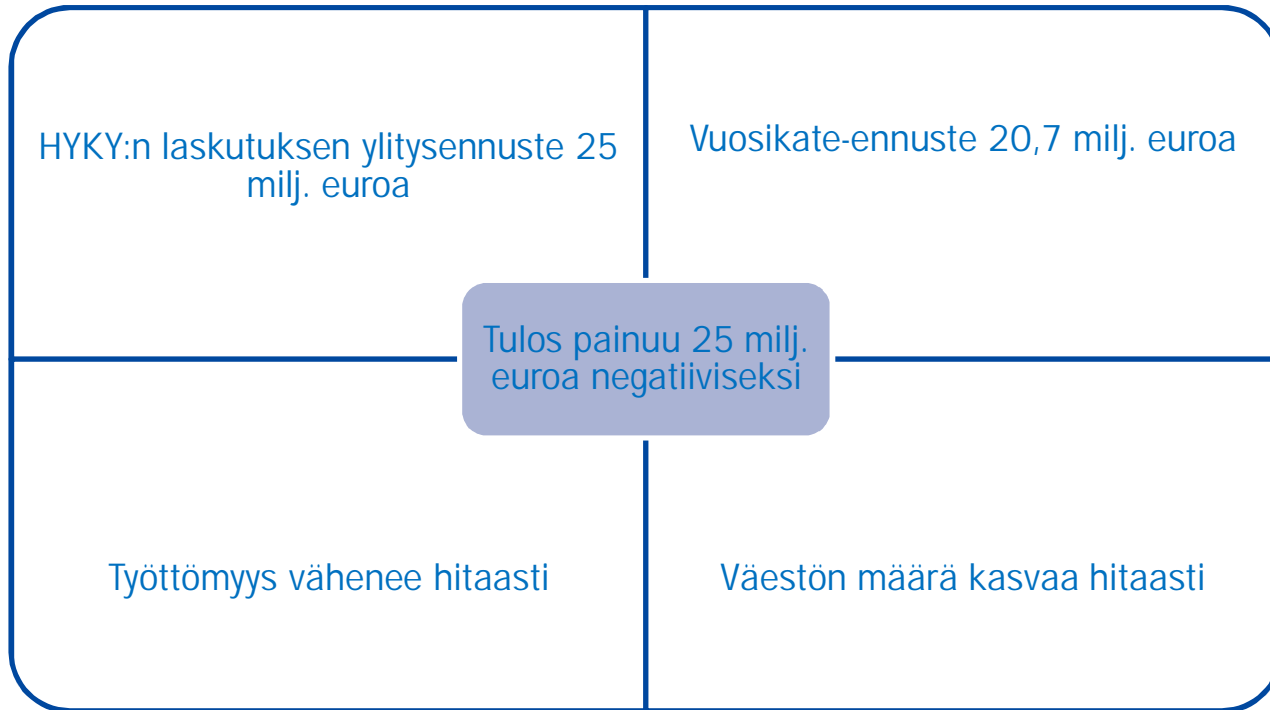 HYKY:n laskutuksen ylitysennuste 25
milj. euroa
Vuosikate-ennuste 20,7 milj. euroa
Tulos painuu 25 milj.
euroa negatiiviseksi
Työttömyys vähenee hitaasti
Väestön määrä kasvaa hitaasti